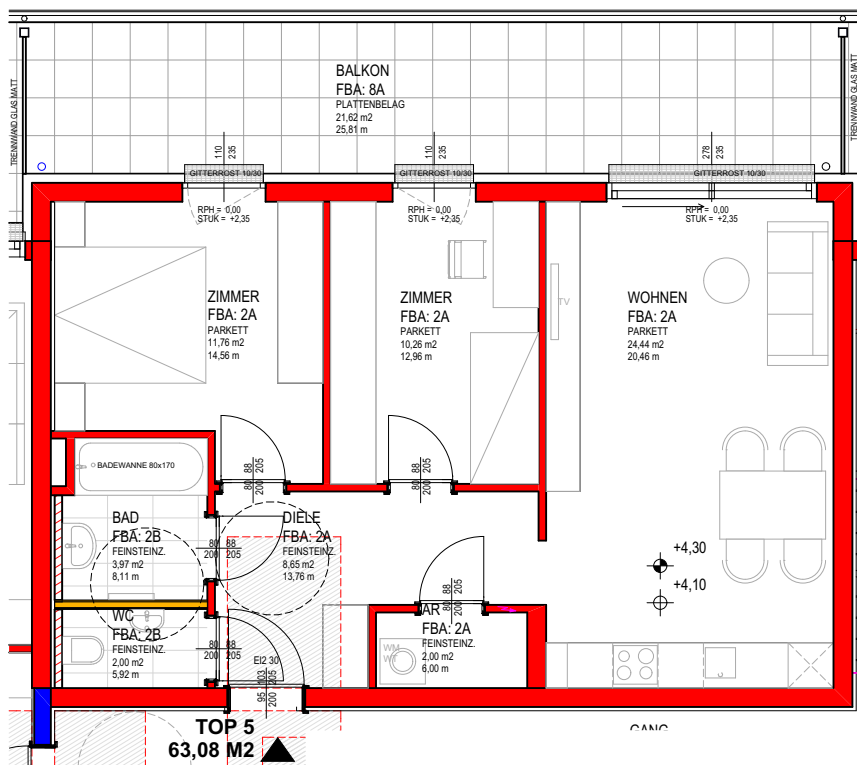 BALKON
FBA: 8A
PLATTENBELAG
21,62 m2
25,81 m
TRENNWAND GLAS MATT
TRENNWAND GLAS MATT
110
235
110
235
278
235
GITTERROST 10/30
GITTERROST 10/30
GITTERROST 10/30
RPH = 0,00
STUK = +2,35
RPH = 0,00
STUK = +2,35
RPH = 0,00
STUK = +2,35
ZIMMER
FBA: 2A
PARKETT
11,76 m2
14,56 m
ZIMMER
FBA: 2A
PARKETT
10,26 m2
12,96 m
TV
WOHNEN
FBA: 2A
PARKETT
24,44 m2
20,46 m
BADEWANNE 80x170
80
200
88
205
80
200
88
205
BAD
FBA: 2B
FEINSTEINZ.
3,97 m2
8,11 m
80
200
88
205
DIELE
FBA: 2A
FEINSTEINZ.
8,65 m2
13,76 m
80
200
88
205
+4,30
+4,10
WC
FBA: 2B
FEINSTEINZ.
2,00 m2
5,92 m
80
200
88
205
EI2 30
95
200
103
205
WM
WT
AR
FBA: 2A
FEINSTEINZ.
2,00 m2
6,00 m
TOP 5
63,08 M2
GANG